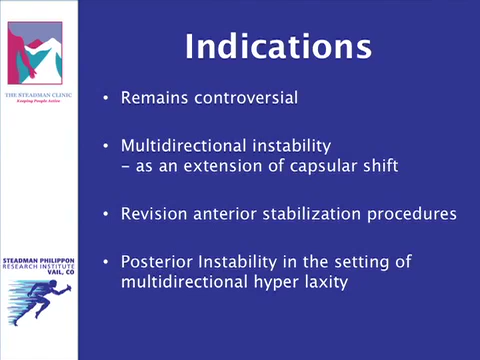 Indications
THE STEADMAN CLINIC
Keeping People Active
• Remains controversial
• Multidirectional instability
– as an extension of capsular shift
• Revision anterior stabilization procedures
• Posterior Instability in the setting of
multidirectional hyper laxity
STEADMAN PHILIPPON
RESEARCH INSTITUTE
VAIL, CO